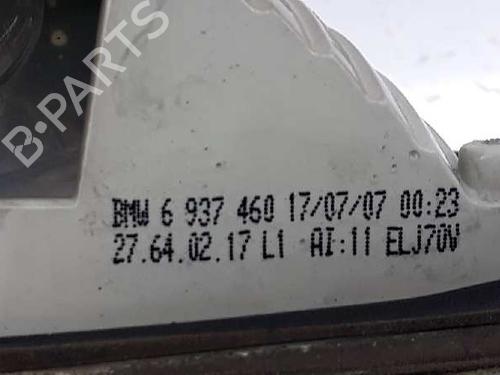 B-PARTS
BMW 6 937 460 17/07/07 00:23
27.64.02.17 L1 AI:11 ELJ70V